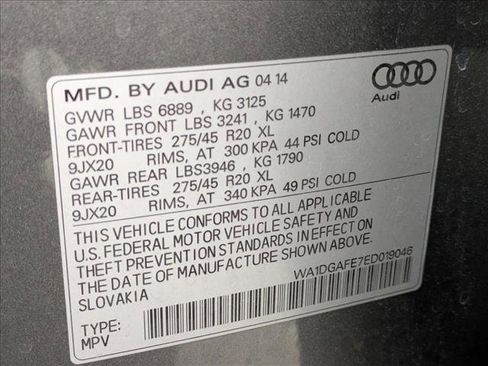 MFD. BY AUDI AG 04 14
Audi
GVWR LBS 6889 , KG 3125
GAWR FRONT LBS 3241 , KG 1470
FRONT-TIRES 275/45 R20 XL
9JX20 RIMS, AT 300 KPA 44 PSI COLD
GAWR REAR LBS3946 , KG 1790
REAR-TIRES 275/45 R20 XL
9JX20 RIMS, AT 340 KPA 49 PSI COLD
THIS VEHICLE CONFORMS TO ALL APPLICABLE
U.S. FEDERAL MOTOR VEHICLE SAFETY AND
THEFT PREVENTION STANDARDS IN EFFECT ON
THE DATE OF MANUFACTURE SHOWN ABOVE.
SLOVAKIA
WA1DGAFE7ED019046
TYPE:
MPV